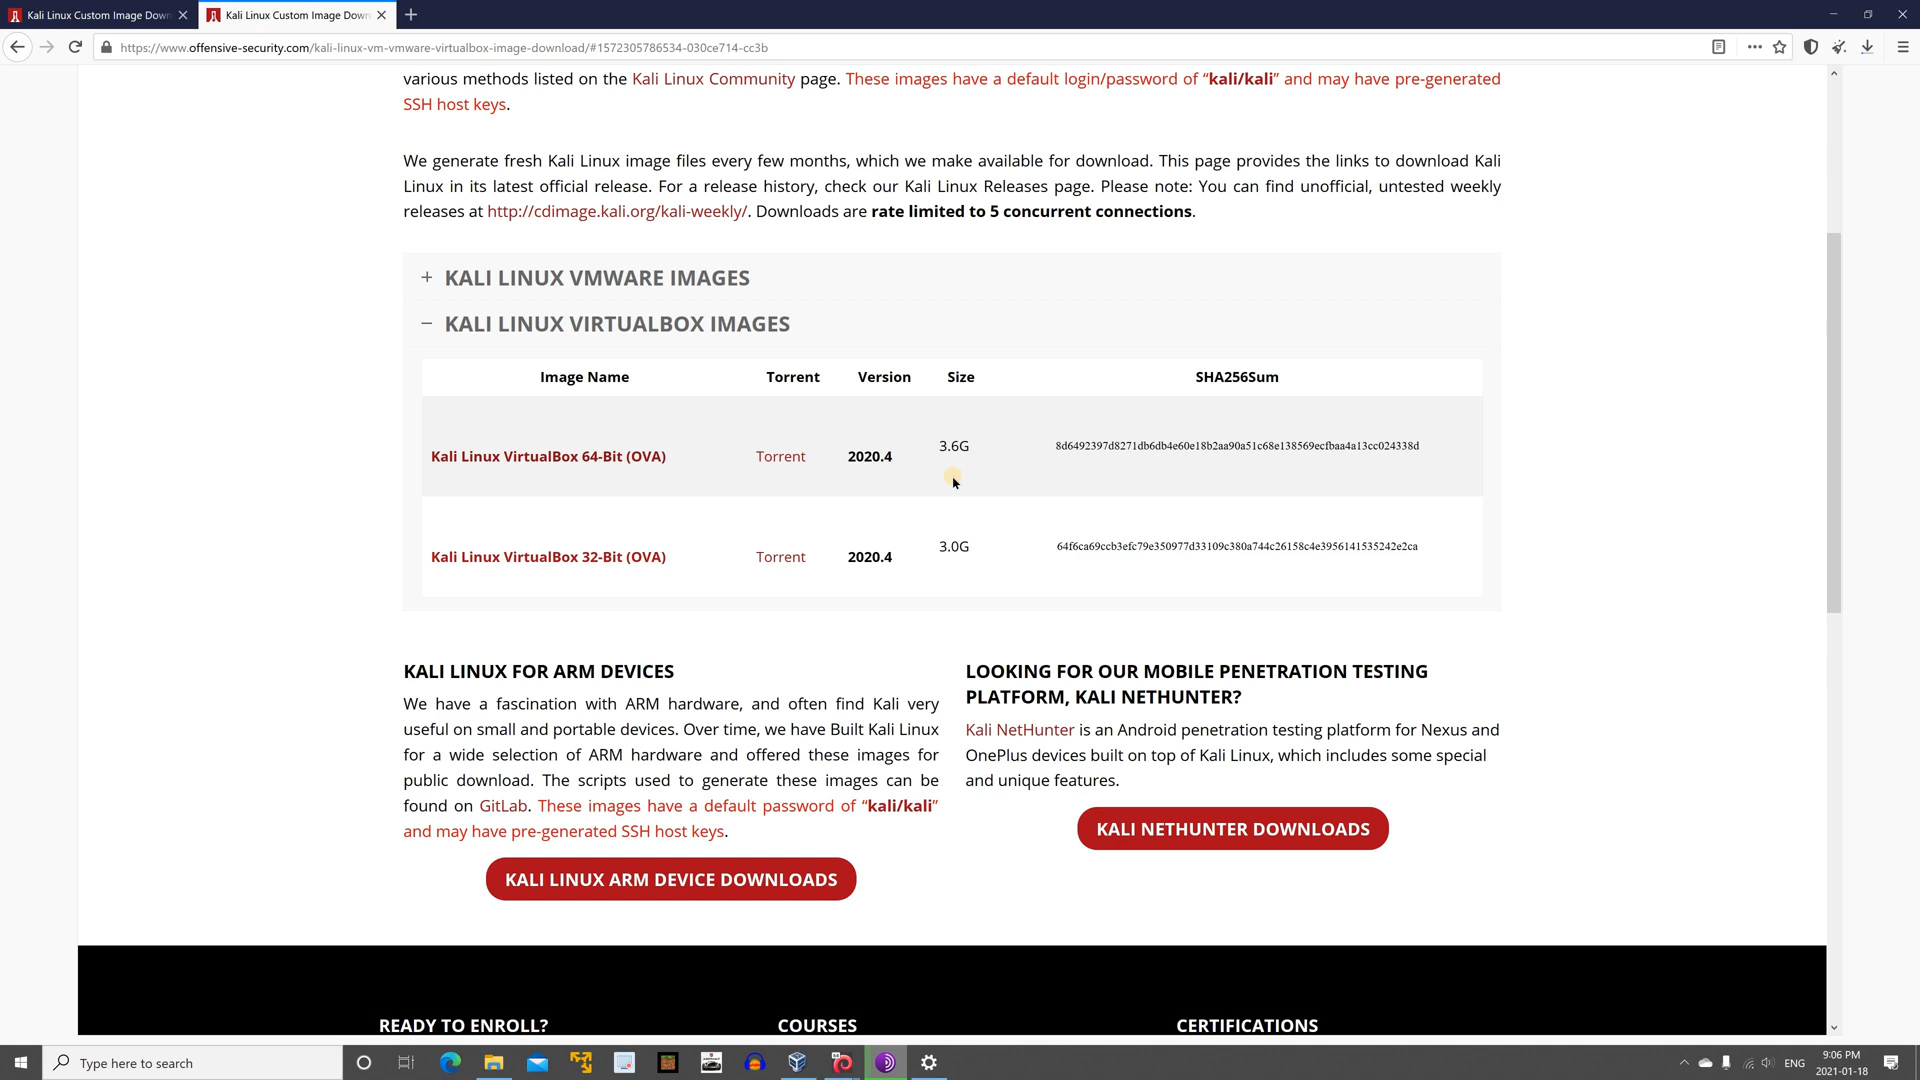 Kali Linux Custom Image Down
Kali Linux Custom Image Down
https://www.offensive-security.com/kali-linux-vm-vmware-virtualbox-image-download/#1572305786534-030ce714-cc3b
various methods listed on the Kali Linux Community page. These images have a default login/password of “kali/kali” and may have pre-generated
SSH host keys.
We generate fresh Kali Linux image files every few months, which we make available for download. This page provides the links to download Kali
Linux in its latest official release. For a release history, check our Kali Linux Releases page. Please note: You can find unofficial, untested weekly
releases at http://cdimage.kali.org/kali-weekly/. Downloads are rate limited to 5 concurrent connections.
+ KALI LINUX VMWARE IMAGES
− KALI LINUX VIRTUALBOX IMAGES
Image Name Torrent Version Size SHA256Sum
Kali Linux VirtualBox 64-Bit (OVA) Torrent 2020.4 3.6G 8d6492397d8271db6db4e60e18b2aa90a51c68e138569ecfbaa4a13cc024338d
Kali Linux VirtualBox 32-Bit (OVA) Torrent 2020.4 3.0G 64f6ca69ccb3efc79e350977d33109c380a744c26158c4e3956141535242e2ca
KALI LINUX FOR ARM DEVICES
We have a fascination with ARM hardware, and often find Kali very
useful on small and portable devices. Over time, we have Built Kali Linux
for a wide selection of ARM hardware and offered these images for
public download. The scripts used to generate these images can be
found on GitLab. These images have a default password of “kali/kali”
and may have pre-generated SSH host keys.
KALI LINUX ARM DEVICE DOWNLOADS
LOOKING FOR OUR MOBILE PENETRATION TESTING
PLATFORM, KALI NETHUNTER?
Kali NetHunter is an Android penetration testing platform for Nexus and
OnePlus devices built on top of Kali Linux, which includes some special
and unique features.
KALI NETHUNTER DOWNLOADS
READY TO ENROLL? COURSES CERTIFICATIONS
Type here to search
ENG
9:06 PM
2021-01-18